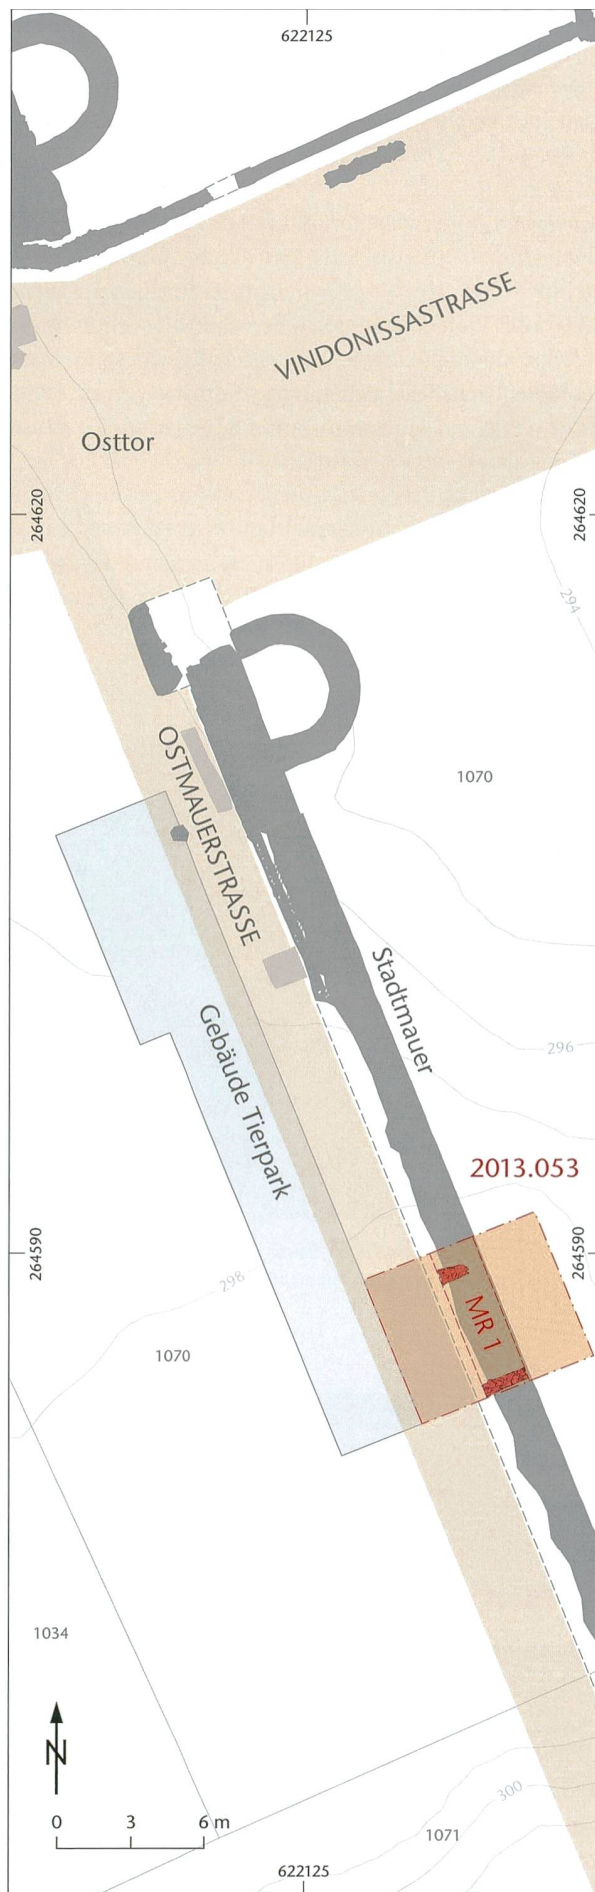 622125
VINDONISSASTRASSE
Osttor
264620
264620
294
OSTMAUERSTRASSE
1070
Stadtmauer
Gebäude Tierpark
296
2013.053
264590
264590
298
MR 1
1070
1034
N
300
0 3 6 m
1071
622125